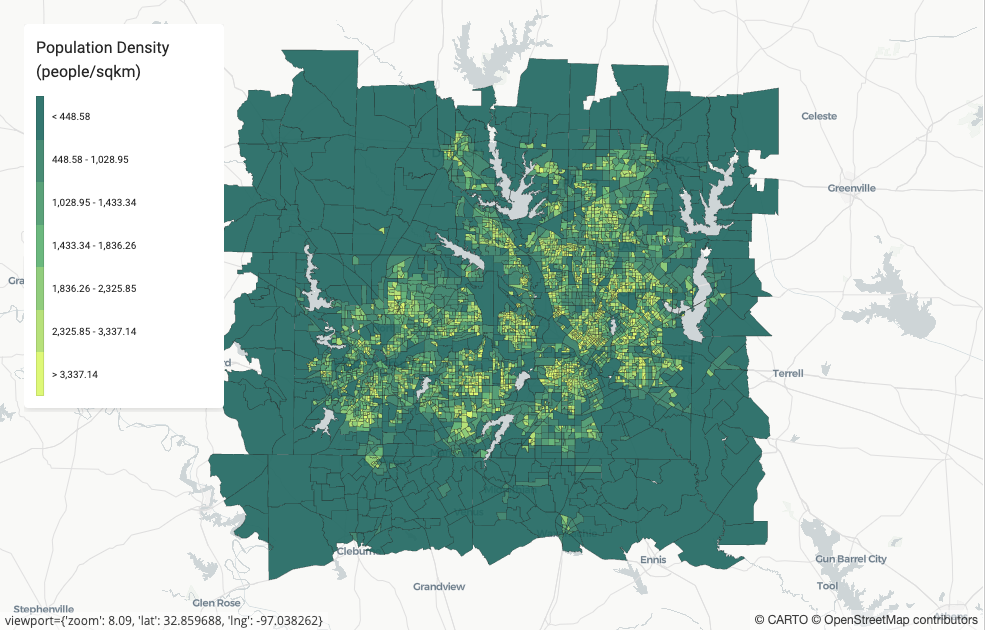 Population Density
(people/sqkm)
< 448.58
448.58 - 1,028.95
1,028.95 - 1,433.34
1,433.34 - 1,836.26
1,836.26 - 2,325.85
2,325.85 - 3,337.14
> 3,337.14
Celeste
Greenville
Gra
d
Terrell
Clebur
Ennis
Grandview
Gun Barrel City
Tool
Glen Rose
Stephenville
viewport={'zoom': 8.09, 'lat': 32.859688, 'lng': -97.038262}
© CARTO © OpenStreetMap contributors